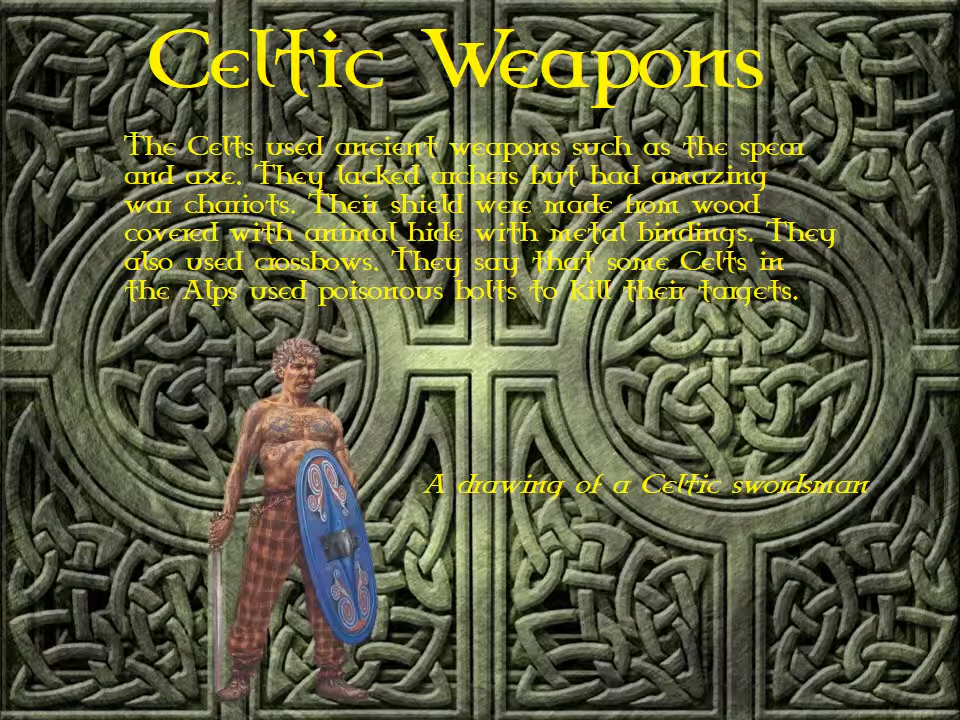 Celtic Weapons
The Celts used ancient weapons such as the spear
and axe. They lacked archers but had amazing
war chariots. Their shield were made from wood
covered with animal hide with metal bindings. They
also used crossbows. They say that some Celts in
the Alps used poisonous bolts to kill their targets.
A drawing of a Celtic swordsman